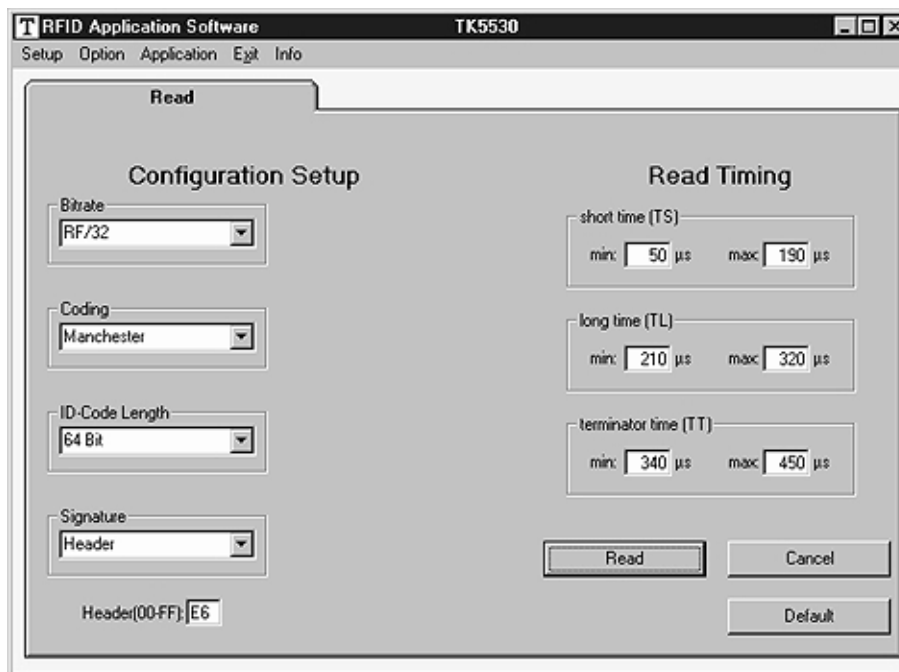 T RFID Application Software TK5530
Setup Option Application Exit Info
Read
Configuration Setup
Bitrate
RF/32
Coding
Manchester
ID-Code Length
64 Bit
Signature
Header
Header(00-FF): E6
Read Timing
short time (TS)
min: 50 µs max: 190 µs
long time (TL)
min: 210 µs max: 320 µs
terminator time (TT)
min: 340 µs max: 450 µs
Read Cancel
Default